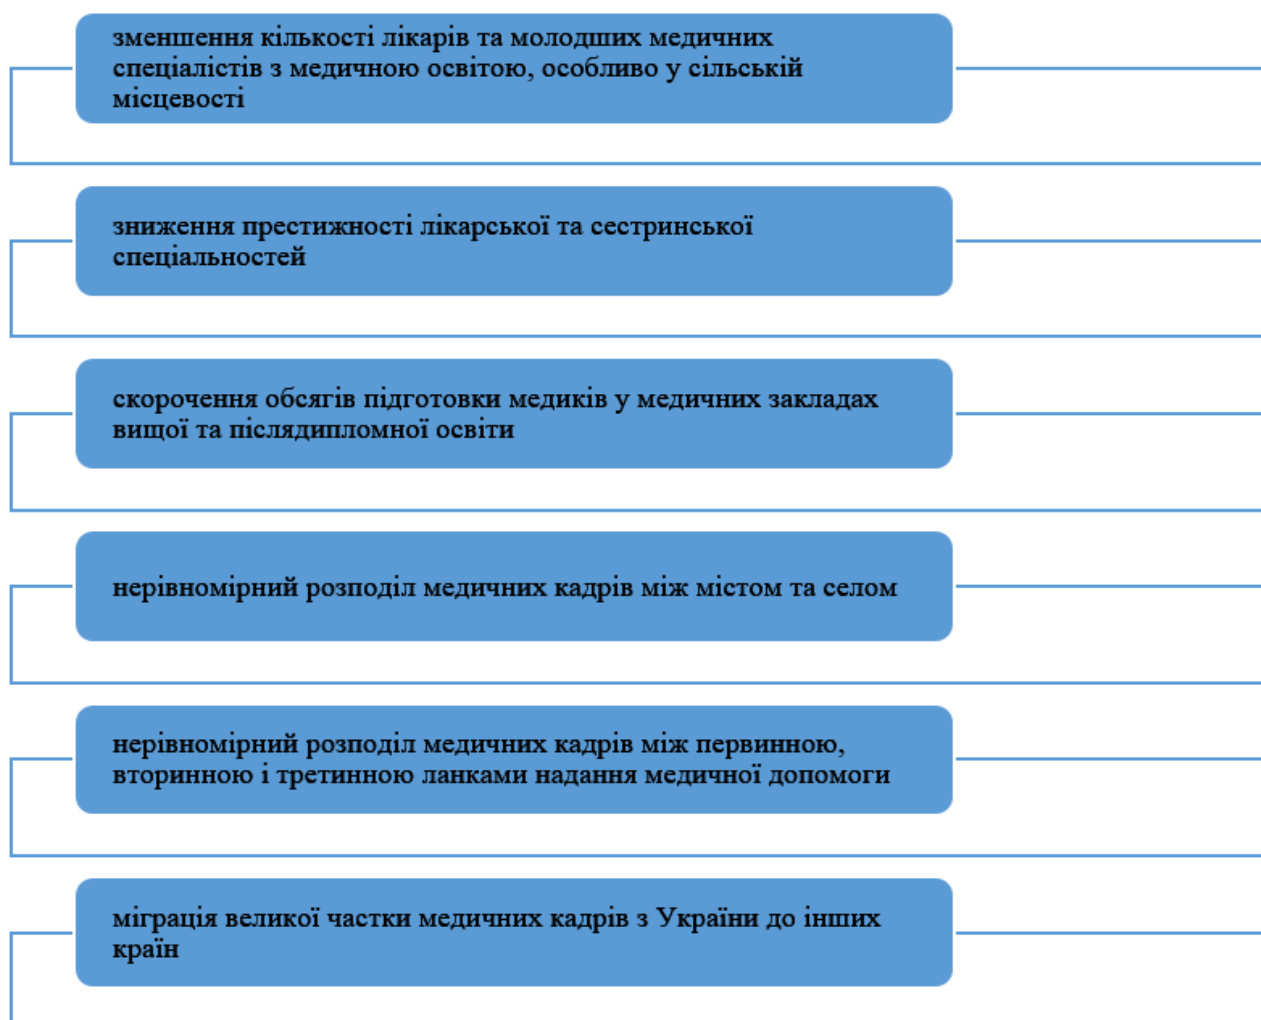 зменшення кількості лікарів та молодших медичних
спеціалістів з медичною освітою, особливо у сільській
місцевості
зниження престижності лікарської та сестринської
спеціальностей
скорочення обсягів підготовки медиків у медичних закладах
вищої та післядипломної освіти
нерівномірний розподіл медичних кадрів між містом та селом
нерівномірний розподіл медичних кадрів між первинною,
вторинною і третинною ланками надання медичної допомоги
міграція великої частки медичних кадрів з України до інших
країн